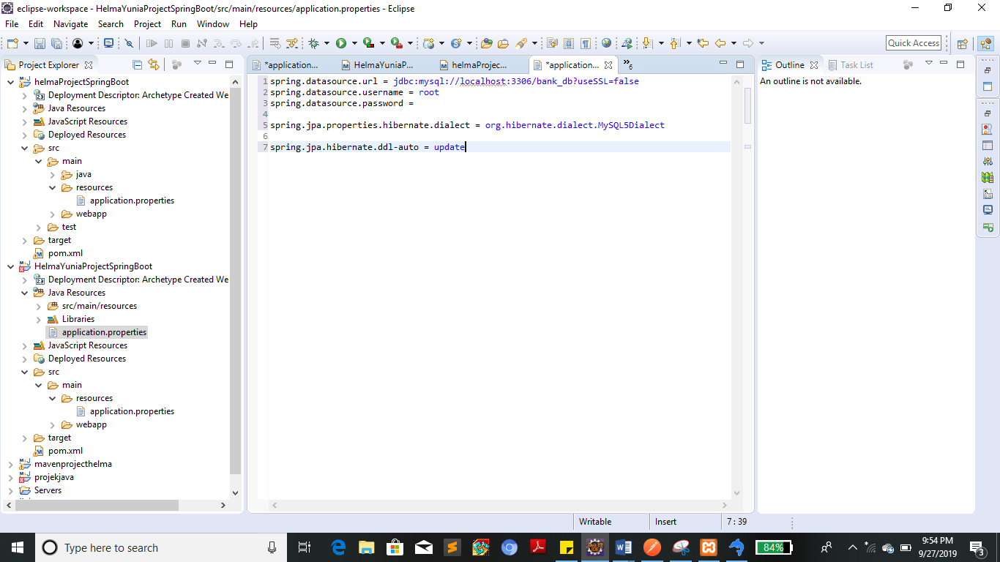 eclipse-workspace - HelmaYuniaProjectSpringBoot/src/main/resources/application.properties - Eclipse
File Edit Navigate Search Project Run Window Help
Quick Access
Project Explorer
helmaProjectSpringBoot
Deployment Descriptor: Archetype Created We
Java Resources
JavaScript Resources
Deployed Resources
src
main
java
resources
application.properties
webapp
test
target
pom.xml
HelmaYuniaProjectSpringBoot
Deployment Descriptor: Archetype Created We
Java Resources
src/main/resources
Libraries
application.properties
JavaScript Resources
Deployed Resources
src
main
resources
application.properties
webapp
target
pom.xml
mavenprojecthelma
projekjava
Servers
*application... HelmaYuniaP... helmaProjec... *application... »6
1 spring.datasource.url = jdbc:mysql://localhost:3306/bank_db?useSSL=false
2 spring.datasource.username = root
3 spring.datasource.password =
4
5 spring.jpa.properties.hibernate.dialect = org.hibernate.dialect.MySQL5Dialect
6
7 spring.jpa.hibernate.ddl-auto = update
Outline Task List
An outline is not available.
Writable Insert 7 : 39
Type here to search
84%
9:54 PM
9/27/2019
3